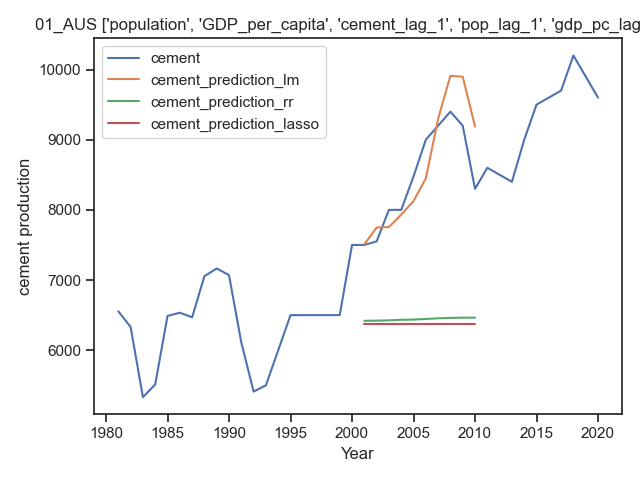 01_AUS ['population', 'GDP_per_capita', 'cement_lag_1', 'pop_lag_1', 'gdp_pc_lag
cement
cement_prediction_lm
cement_prediction_rr
cement_prediction_lasso
10000
9000
8000
7000
6000
cement production
1980 1985 1990 1995 2000 2005 2010 2015 2020
Year